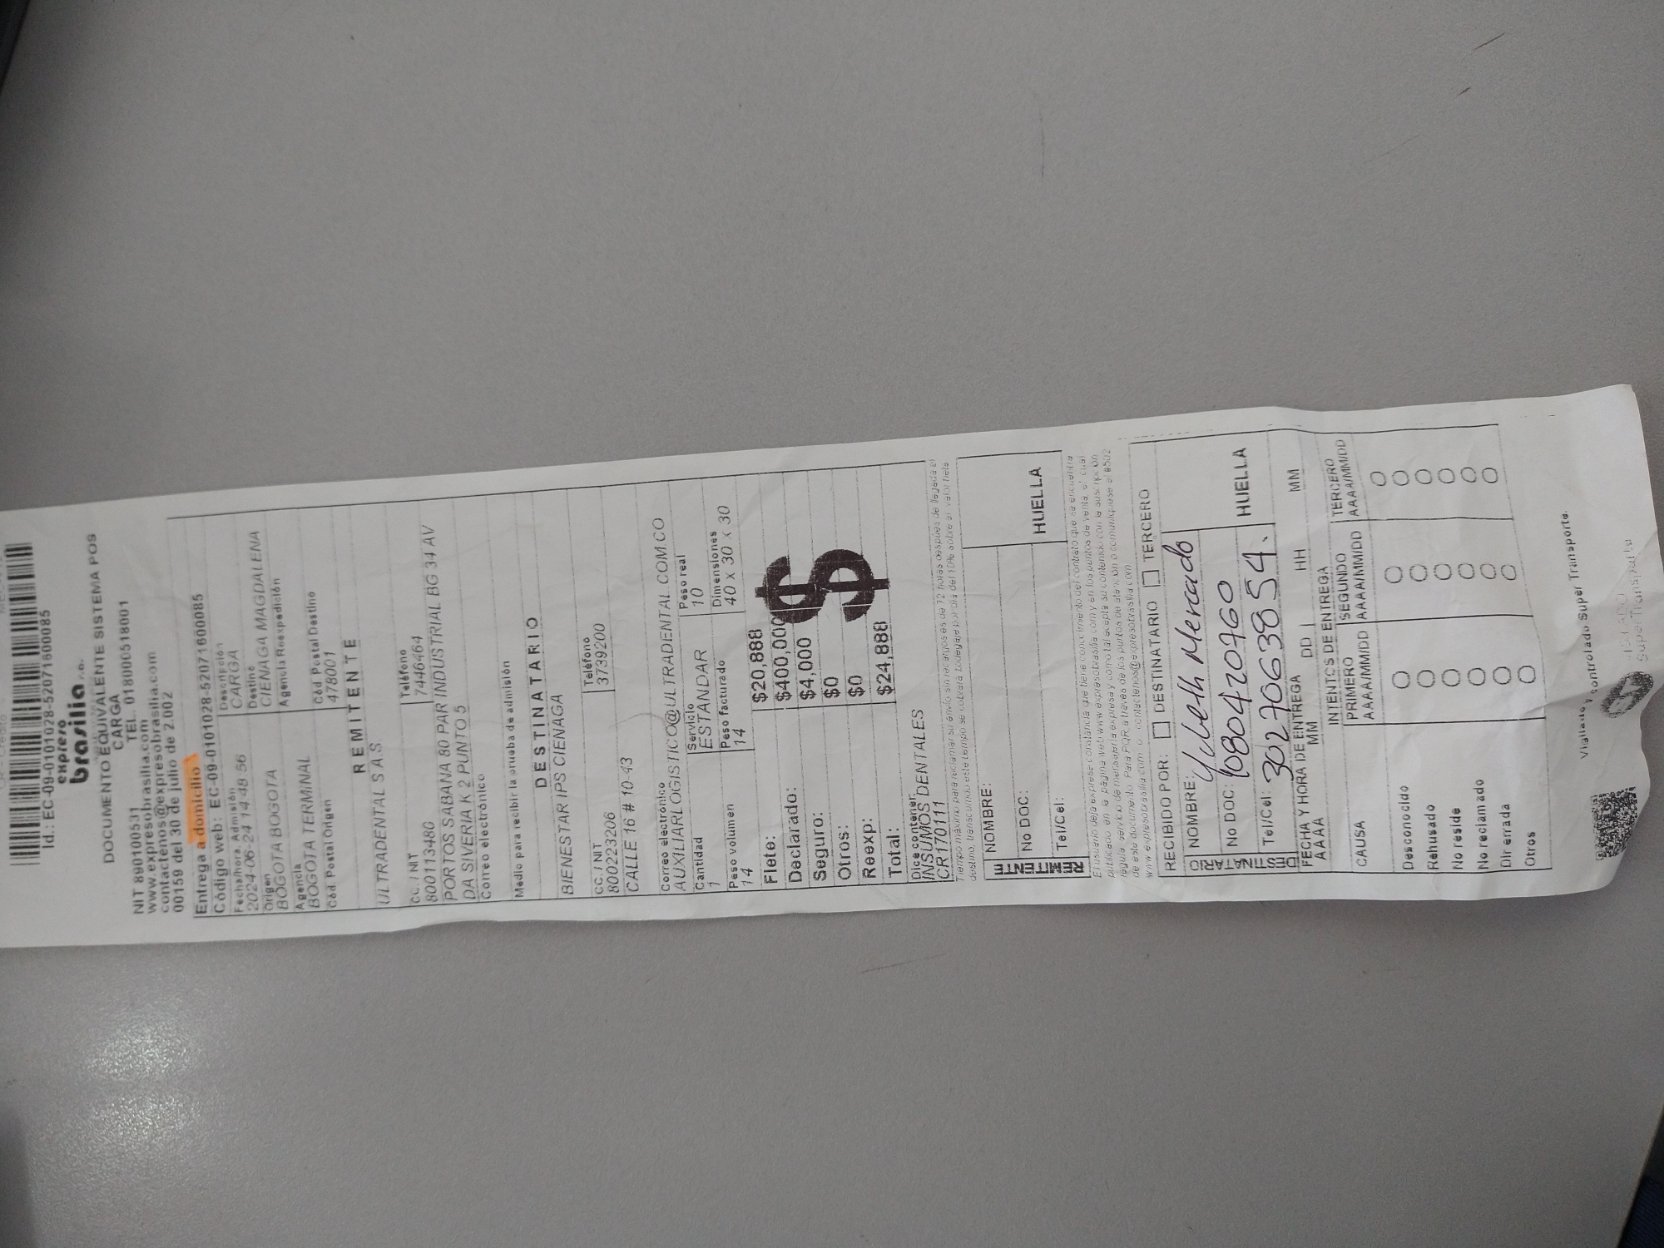 Id.: EC-09-0101028-52071600085
expreso
brasilia s.a.
DOCUMENTO EQUIVALENTE SISTEMA POS
CARGA
NIT 890100531 TEL. 018000518001
www.expresobrasilia.com
contactenos@expresobrasilia.com
00159 del 30 de julio de 2002
Entrega a domicilio
Código web: EC-09-0101028-5207160085
Fecha/hora Admisión Descripción
2024-06-24 14:48:56 CARGA
Origen Destino
BOGOTA BOGOTA CIENAGA MAGDALENA
Agencia Agencia Reexpedición
BOGOTA TERMINAL
Cód Postal Origen Cód Postal Destino
478001
REMITENTE
ULTRADENTAL S A S
CC. / NIT Teléfono
800113480 7446464
PORTOS SABANA 80 PAR INDUSTRIAL BG 34 AV
DA SIVERIA K 2 PUNTO 5
Correo electrónico
Medio para recibir la prueba de admisión
DESTINATARIO
BIENESTAR IPS CIENAGA
CC. / NIT Teléfono
800223206 3739200
CALLE 16 # 10-43
Correo electrónico
AUXILIARLOGISTICO@ULTRADENTAL.COM.CO
Cantidad Servicio Peso real
1 ESTANDAR 10
Peso volumen Peso facturado Dimensiones
14 14 40 x 30 x 30
Flete: $20,888
Declarado: $400,000
Seguro: $4,000
Otros: $0
Reexp: $0
Total: $24,888
$$
Dice contener
INSUMOS DENTALES
CR170111
REMITENTE
NOMBRE:
No DOC:
Tel/Cel:
HUELLA
RECIBIDO POR: DESTINATARIO TERCERO
DESTINATARIO
NOMBRE: Yuleth Mercado
No DOC: 1080420760
Tel/Cel: 3027063854.
HUELLA
FECHA Y HORA DE ENTREGA
AAAA MM DD HH MM
INTENTOS DE ENTREGA
CAUSA PRIMERO SEGUNDO TERCERO
AAAA/MM/DD AAAA/MM/DD AAAA/MM/DD
Desconocido
Rehusado
No reside
No reclamado
Dir errada
Otros
Vigilado y controlado Super Transporte.
SuperTransporte